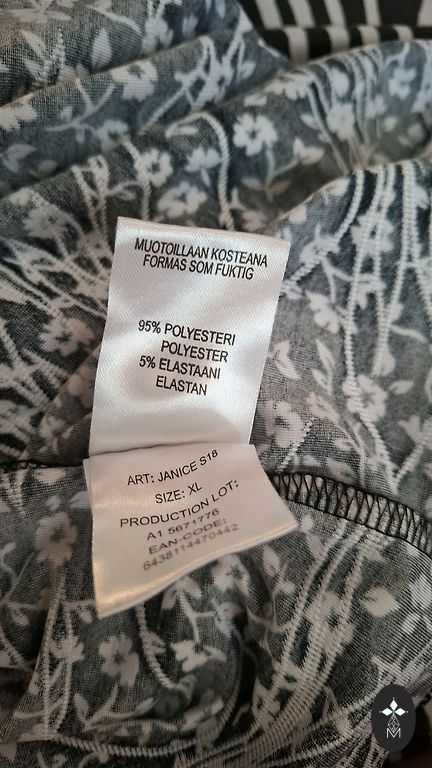 MUOTOILLAAN KOSTEANA
FORMAS SOM FUKTIG
95% POLYESTERI
POLYESTER
5% ELASTAANI
ELASTAN
ART: JANICE S18
SIZE: XL
PRODUCTION LOT:
A1 5671776
EAN-CODE:
6438114470442